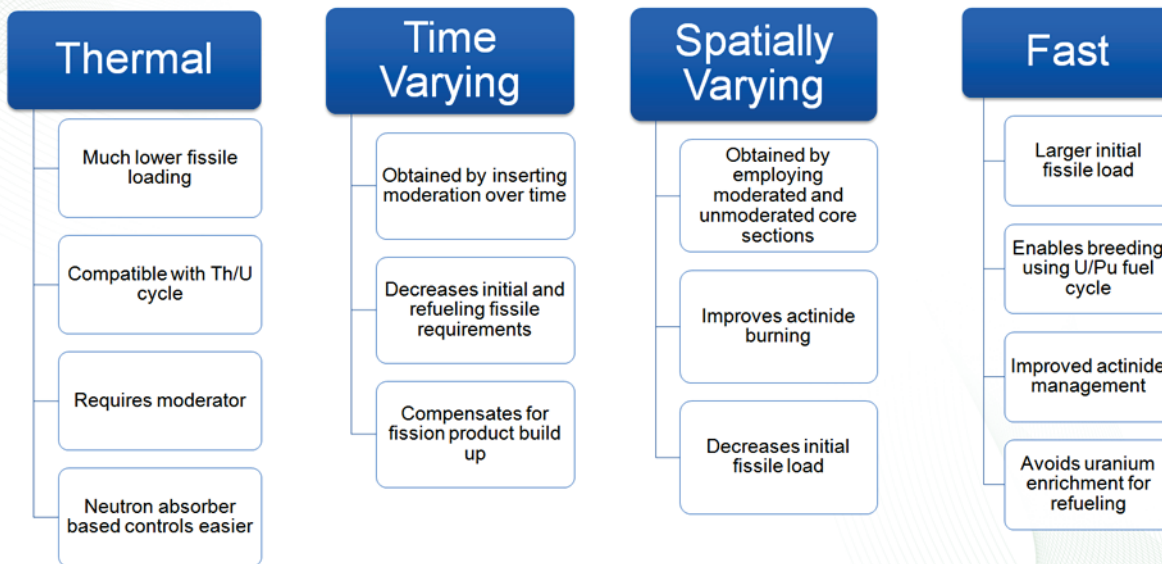 Thermal
Much lower fissile
loading
Compatible with Th/U
cycle
Requires moderator
Neutron absorber
based controls easier
Time
Varying
Obtained by inserting
moderation over time
Decreases initial and
refueling fissile
requirements
Compensates for
fission product build
up
Spatially
Varying
Obtained by
employing
moderated and
unmoderated core
sections
Improves actinide
burning
Decreases initial
fissile load
Fast
Larger initial
fissile load
Enables breeding
using U/Pu fuel
cycle
Improved actinide
management
Avoids uranium
enrichment for
refueling